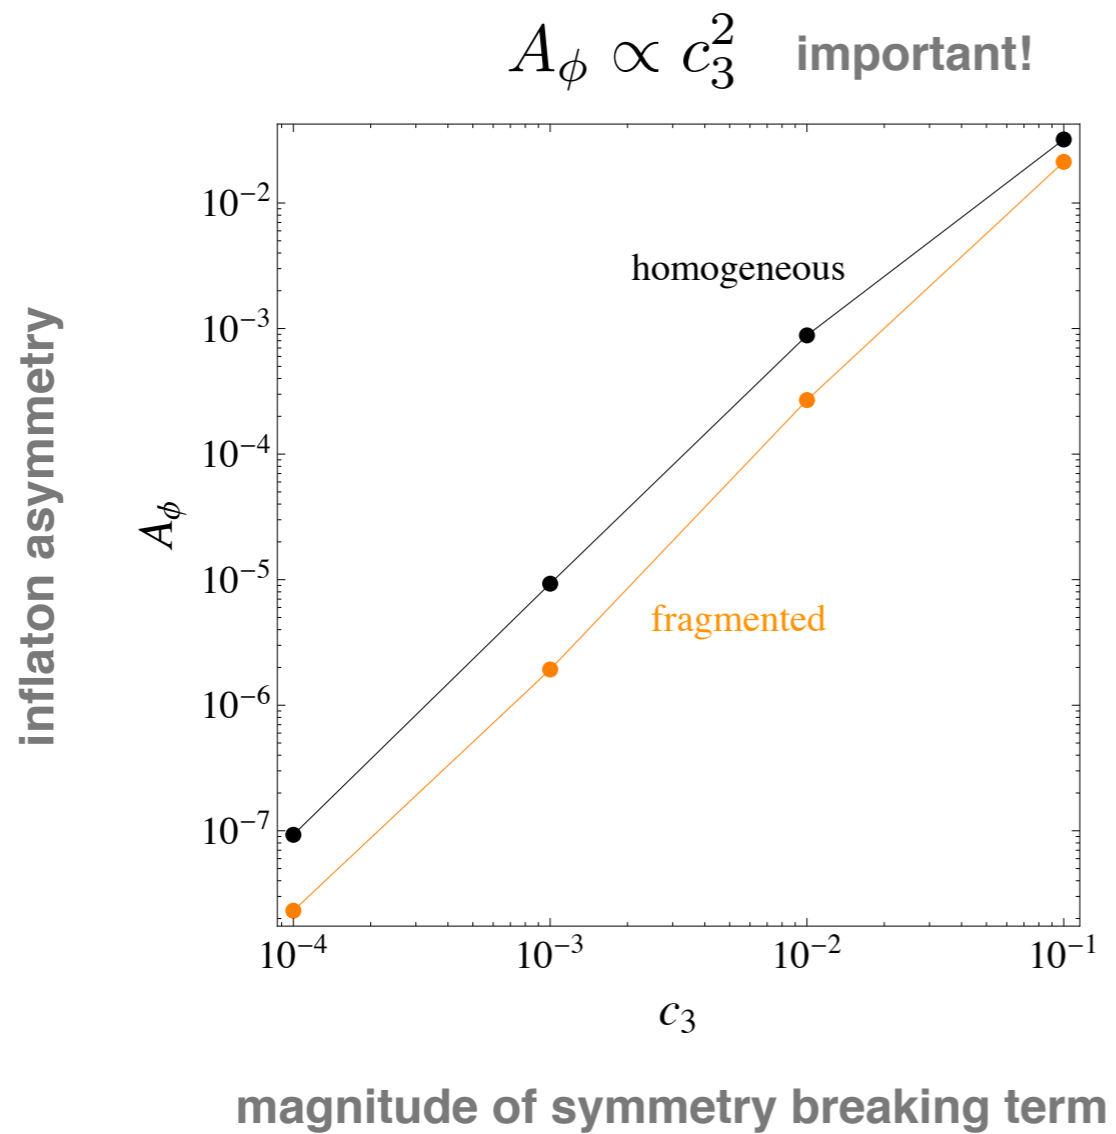 A_ϕ ∝ c_3^2 important!
10^−2
homogeneous
10^−3
10^−4
inflaton asymmetry
A_ϕ
10^−5
fragmented
10^−6
10^−7
10^−4 10^−3 10^−2 10^−1
c_3
magnitude of symmetry breaking term